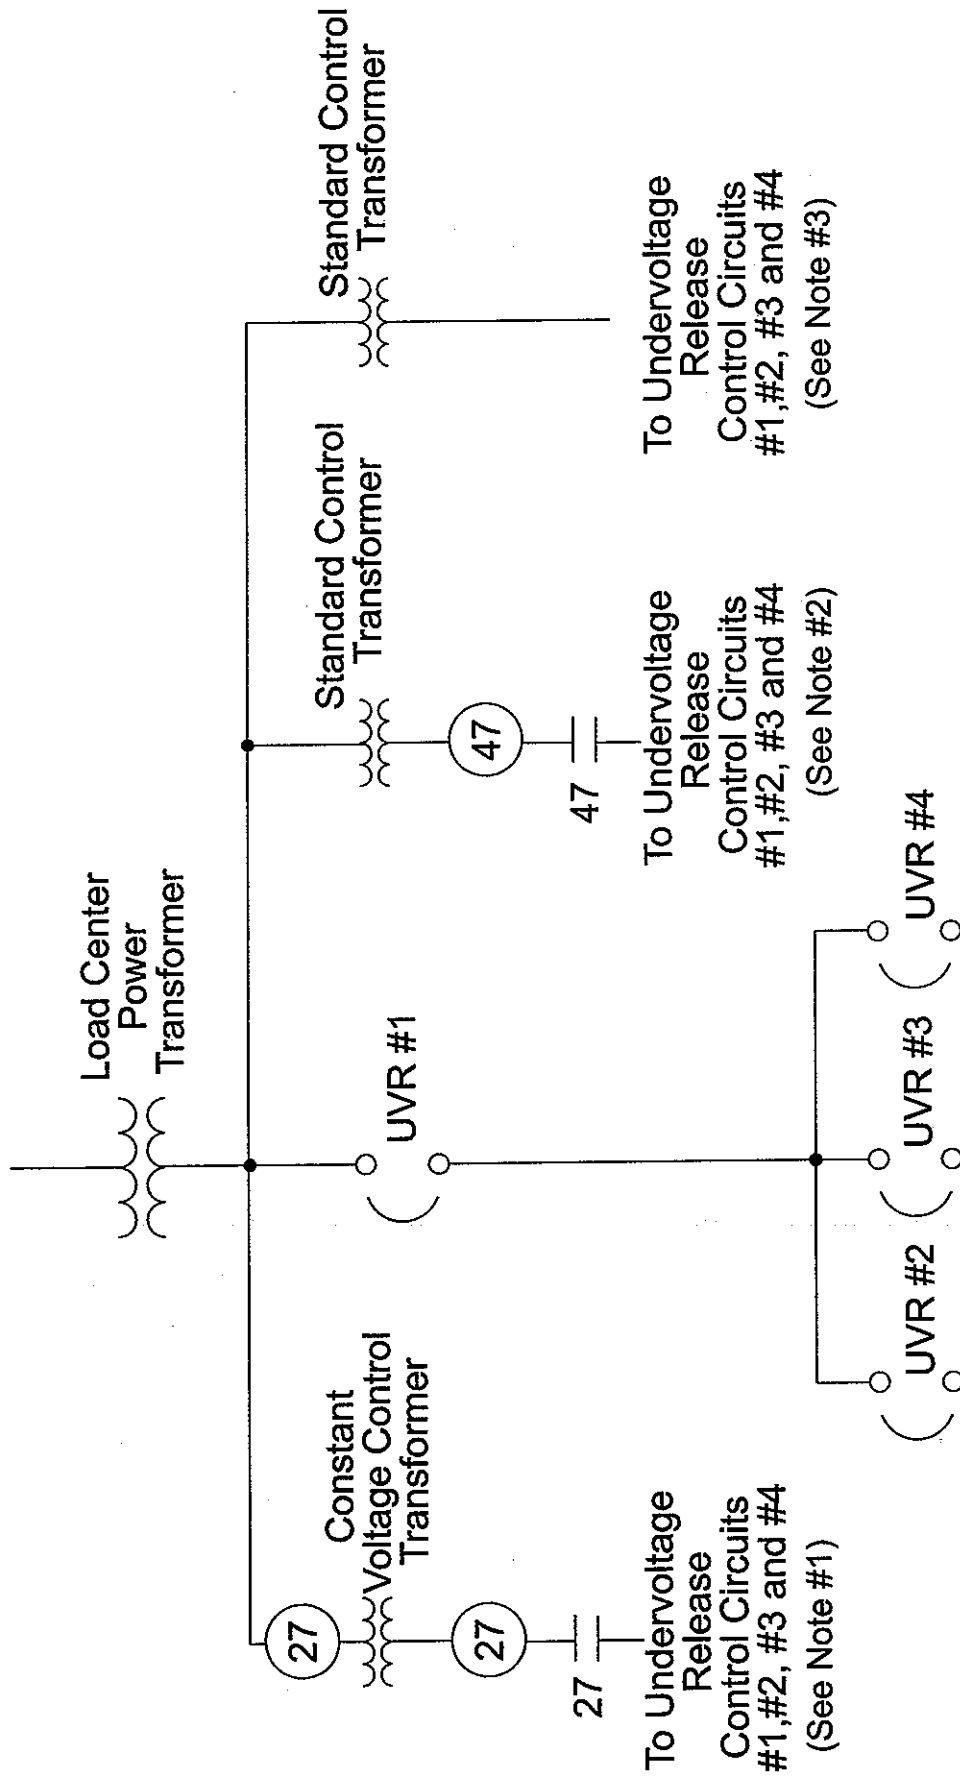 Load Center
Power
Transformer
Constant
Voltage Control
Transformer
Standard Control
Transformer
Standard Control
Transformer
27
27
27
47
47
UVR #1
To Undervoltage
Release
Control Circuits
#1,#2, #3 and #4
(See Note #1)
UVR #2
UVR #3
UVR #4
To Undervoltage
Release
Control Circuits
#1,#2, #3 and #4
(See Note #2)
To Undervoltage
Release
Control Circuits
#1,#2, #3 and #4
(See Note #3)